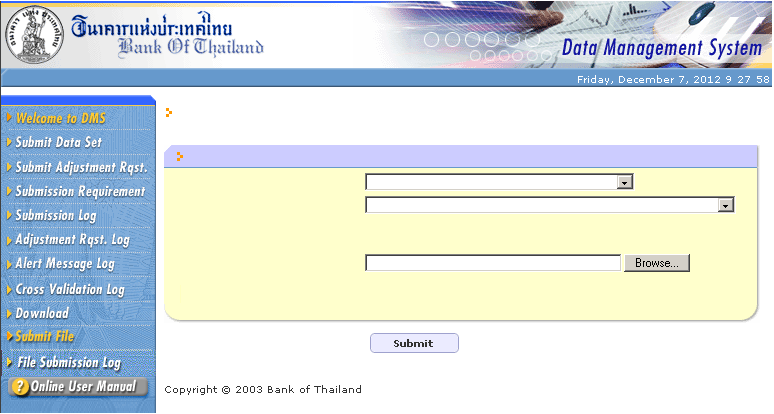 ธนาคารแห่งประเทศไทย
Bank Of Thailand
Data Management System
Friday, December 7, 2012 9 27 58
Welcome to DMS
Submit Data Set
Submit Adjustment Rqst.
Submission Requirement
Submission Log
Adjustment Rqst. Log
Alert Message Log
Cross Validation Log
Download
Submit File
File Submission Log
? Online User Manual
Browse...
Submit
Copyright © 2003 Bank of Thailand